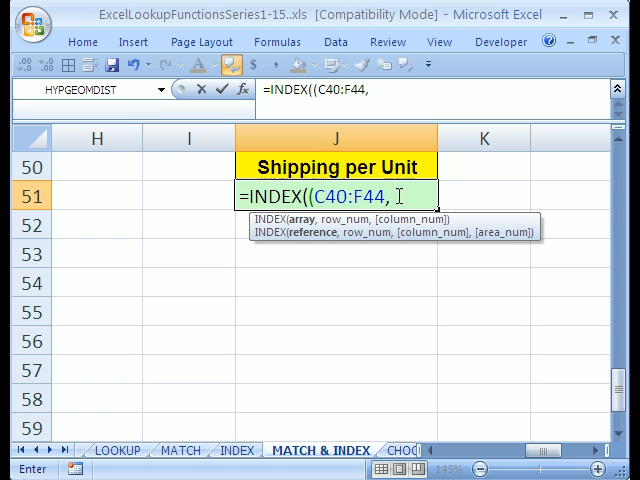 ExcelLookupFunctionsSeries1-15..xls [Compatibility Mode] - Microsoft Excel
Home Insert Page Layout Formulas Data Review View Developer
HYPGEOMDIST =INDEX((C40:F44,
H I J K
50 Shipping per Unit
51 =INDEX((C40:F44,
INDEX(array, row_num, [column_num])
52 INDEX(reference, row_num, [column_num], [area_num])
53
54
55
56
57
58
59
LOOKUP MATCH INDEX MATCH & INDEX CHOC
Enter 145%